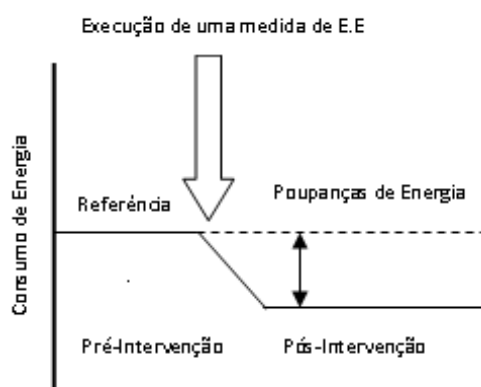 Execução de uma medida de E.E
Consumo de Energia
Referência
Poupanças de Energia
Pré-Intervenção
Pós-Intervenção